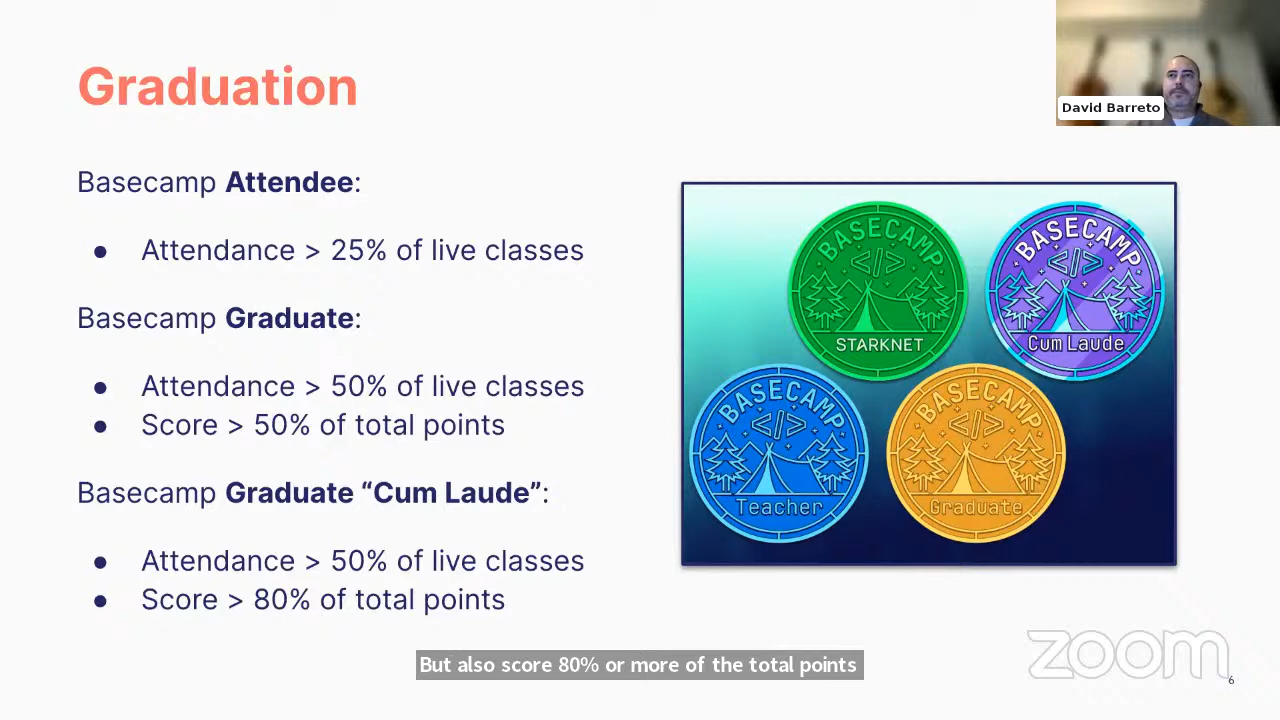 Graduation
David Barreto
Basecamp Attendee:
● Attendance > 25% of live classes
Basecamp Graduate:
● Attendance > 50% of live classes
● Score > 50% of total points
Basecamp Graduate “Cum Laude”:
● Attendance > 50% of live classes
● Score > 80% of total points
BASECAMP
</>
STARKNET
BASECAMP
</>
Cum Laude
BASECAMP
</>
Teacher
BASECAMP
</>
Graduate
But also score 80% or more of the total points
zoom
6